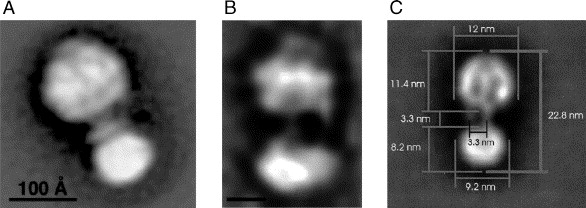 A
B
C
100 Å
12 nm
11.4 nm
3.3 nm
22.8 nm
3.3 nm
8.2 nm
9.2 nm